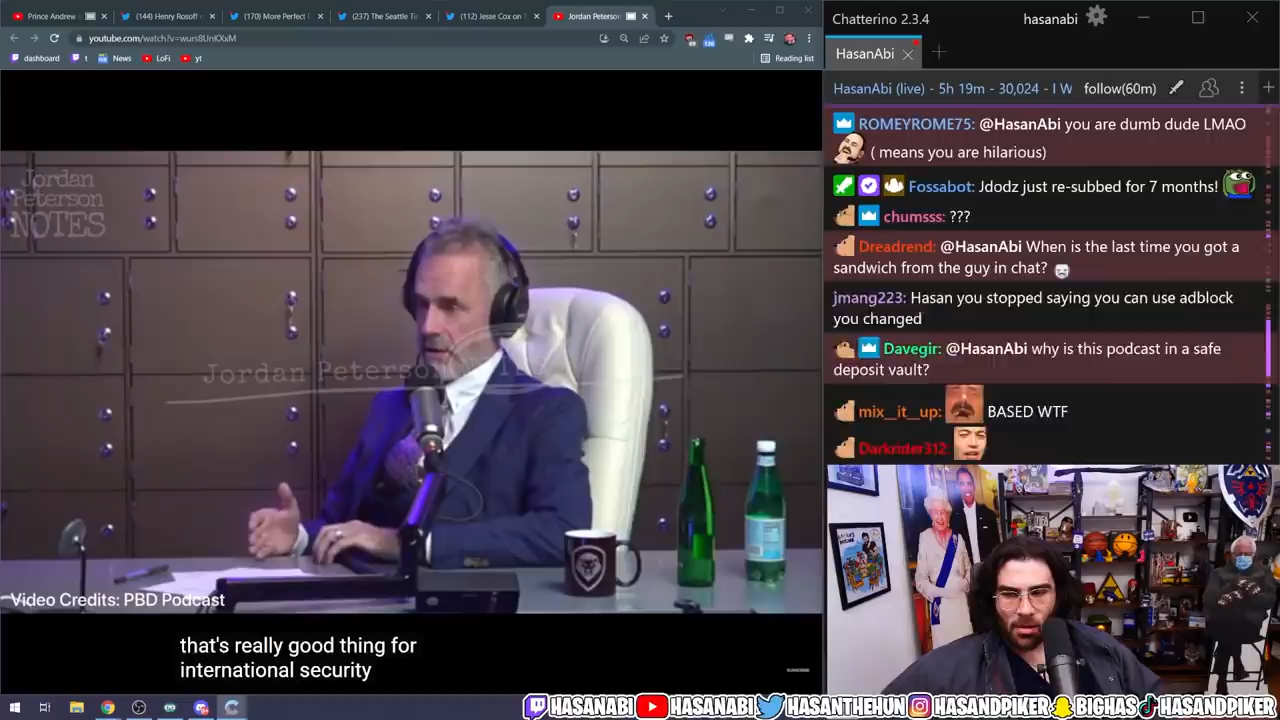 Prince Andrew
(144) Henry Rosoff
(170) More Perfect
(237) The Seattle Tim
(112) Jesse Cox on T
Jordan Peterson
youtube.com/watch?v=wurs8UnKXxM
dashboard
t
News
LoFi
yt
Reading list
Jordan
Peterson
NOTES
Jordan Peterson
Video Credits: PBD Podcast
that's really good thing for
international security
SUBSCRIBE
Chatterino 2.3.4
hasanabi
HasanAbi
HasanAbi (live) - 5h 19m - 30,024 - I W
follow(60m)
ROMEYROME75: @HasanAbi you are dumb dude LMAO
( means you are hilarious)
Fossabot: Jdodz just re-subbed for 7 months!
chumsss: ???
Dreadrend: @HasanAbi When is the last time you got a
sandwich from the guy in chat?
jmang223: Hasan you stopped saying you can use adblock
you changed
Davegir: @HasanAbi why is this podcast in a safe
deposit vault?
mix__it__up: BASED WTF
Darkrider312:
HASANABI
HASANABI
HASANTHEHUN
HASANDPIKER
BIGHAS
HASANDPIKER